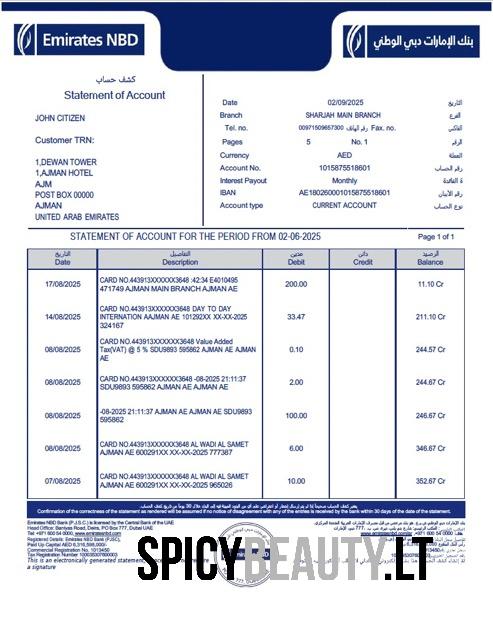 Emirates NBD
بنك الإمارات دبي الوطني
كشف حساب
Statement of Account
JOHN CITIZEN
Customer TRN:
1,DEWAN TOWER
1,AJMAN HOTEL
AJM
POST BOX 00000
AJMAN
UNITED ARAB EMIRATES
Date 02/09/2025 التاريخ
Branch SHARJAH MAIN BRANCH الفرع
Tel. no. 00971509657300 رقم الهاتف Fax. no. الفاكس
Pages 5 No. 1 الرقم
Currency AED العملة
Account No. 1015875518601 رقم الحساب
Interest Payout Monthly
IBAN AE180260001015875518601 رقم الآيبان
Account type CURRENT ACCOUNT نوع الحساب
STATEMENT OF ACCOUNT FOR THE PERIOD FROM 02-06-2025 Page 1 of 1
التاريخ التفاصيل مدين دائن الرصيد
Date Description Debit Credit Balance
17/08/2025 CARD NO.443913XXXXXX3648 :42:34 E4010495 200.00 11.10 Cr
471749 AJMAN MAIN BRANCH AJMAN AE
14/08/2025 CARD NO.443913XXXXXX3648 DAY TO DAY 33.47 211.10 Cr
INTERNATION AAJMAN AE 101292XX XX-XX-2025
324167
08/08/2025 CARD NO.443913XXXXXX3648 Value Added 0.10 244.57 Cr
Tax(VAT) @ 5 % SDU9893 595862 AJMAN AE AJMAN
AE
08/08/2025 CARD NO.443913XXXXXX3648 -08-2025 21:11:37 2.00 244.67 Cr
SDU9893 595862 AJMAN AE AJMAN AE
08/08/2025 -08-2025 21:11:37 AJMAN AE AJMAN AE SDU9893 100.00 246.67 Cr
595862
08/08/2025 CARD NO.443913XXXXXX3648 AL WADI AL SAMET 6.00 346.67 Cr
AJMAN AE 600291XX XX-XX-2025 777387
07/08/2025 CARD NO.443913XXXXXX3648 AL WADI AL SAMET 10.00 352.67 Cr
AJMAN AE 600291XX XX-XX-2025 965026
Confirmation of the correctness of the statement as rendered will be assumed if no notice of disagreement with any of the entries is received by the bank within 30 days of the date of the statement.
Emirates NBD Bank (P.J.S.C.) is licensed by the Central Bank of the UAE
Head Office: Baniyas Road, Deira, PO Box 777, Dubai UAE
Tel: +971 600 54 0000, www.emiratesnbd.com
Registered Details: Emirates NBD Bank (PJSC),
Paid Up Capital AED 6,316,598,000/-
Commercial Registration No. 1013450
This is an electronically generated statement
a signature
SPICYBEAUTY.LT